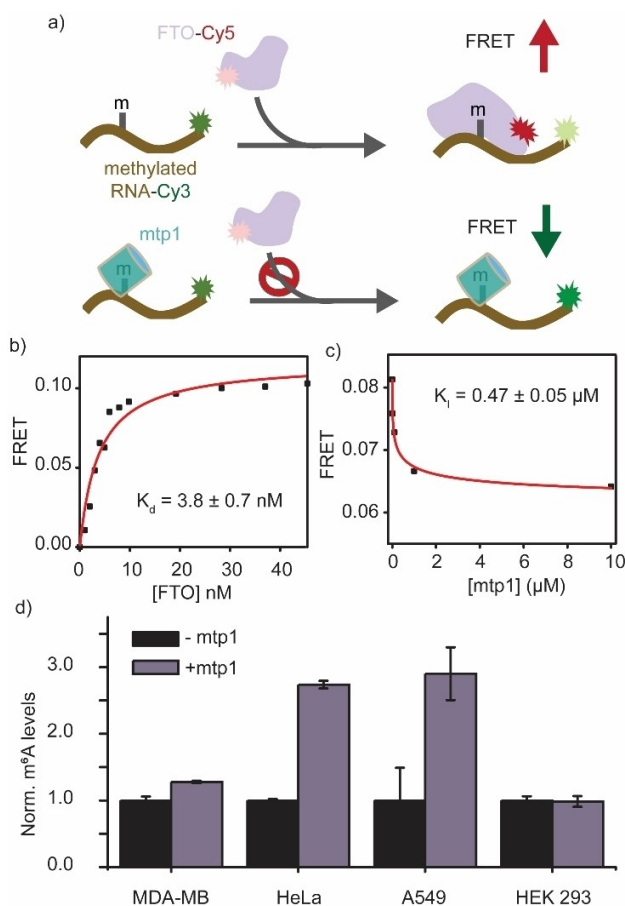 a)
FTO-Cy5
FRET
m
m
methylated
RNA-Cy3
mtp1
FRET
m
m
b)
0.10
0.05
0.00
FRET
K_d = 3.8 ± 0.7 nM
0
20
40
[FTO] nM
c)
0.08
0.07
0.06
FRET
K_I = 0.47 ± 0.05 µM
0
2
4
6
8
10
[mtp1] (µM)
d)
- mtp1
+mtp1
3.0
2.0
1.0
0.0
Norm. m⁶A levels
MDA-MB
HeLa
A549
HEK 293